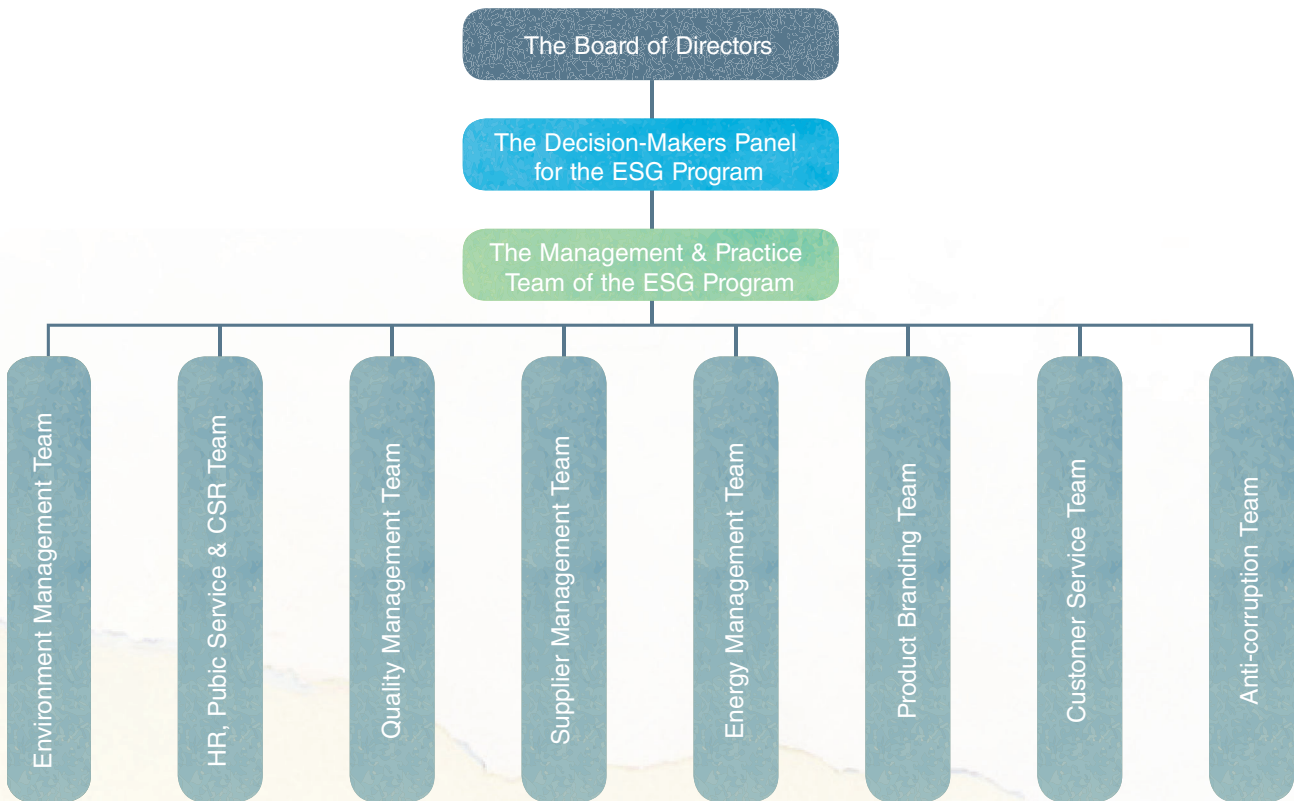 The Board of Directors
The Decision-Makers Panel
for the ESG Program
The Management & Practice
Team of the ESG Program
Environment Management Team
HR, Pubic Service & CSR Team
Quality Management Team
Supplier Management Team
Energy Management Team
Product Branding Team
Customer Service Team
Anti-corruption Team